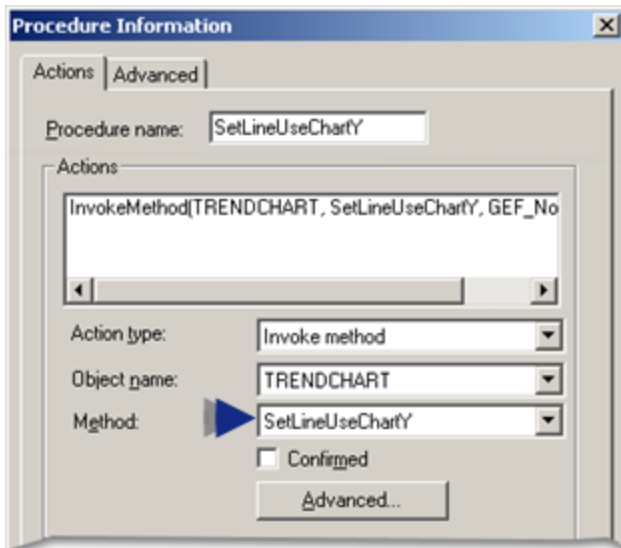 Procedure Information
Actions Advanced
Procedure name: SetLineUseChartY
Actions
InvokeMethod(TRENDCHART, SetLineUseChartY, GEF_No
Action type: Invoke method
Object name: TRENDCHART
Method: SetLineUseChartY
Confirmed
Advanced...